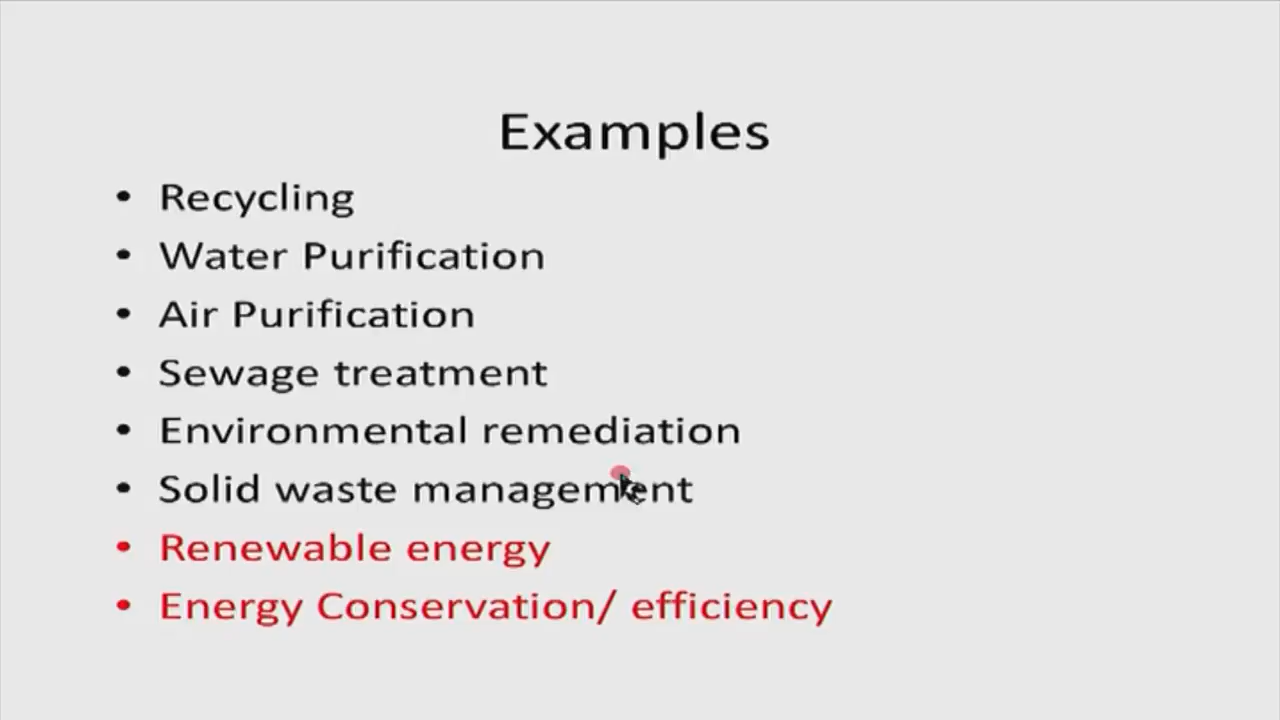 Examples
• Recycling
• Water Purification
• Air Purification
• Sewage treatment
• Environmental remediation
• Solid waste management
• Renewable energy
• Energy Conservation/ efficiency